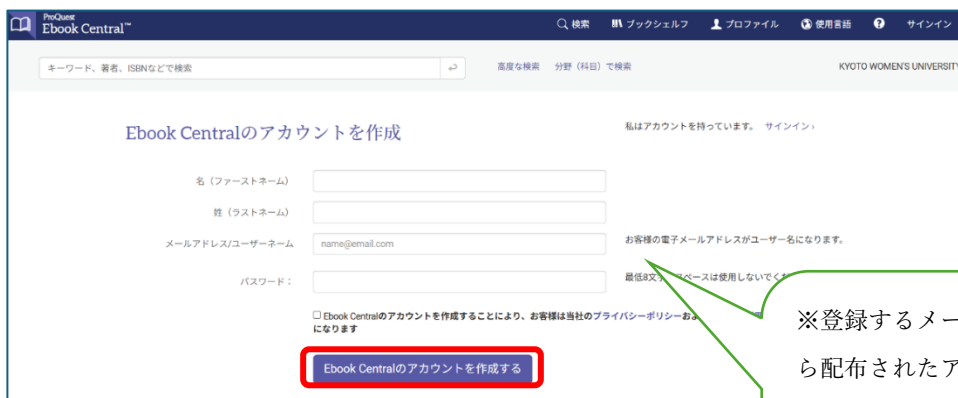 ProQuest
Ebook Central™
検索 ブックシェルフ プロファイル 使用言語 ? サインイン
キーワード、著者、ISBNなどで検索
高度な検索 分野（科目）で検索
KYOTO WOMEN'S UNIVERSITY
Ebook Centralのアカウントを作成
私はアカウントを持っています。 サインイン ›
名（ファーストネーム）
姓（ラストネーム）
メールアドレス/ユーザーネーム name@email.com お客様の電子メールアドレスがユーザー名になります。
パスワード： 最低8文字 スペースは使用しないでくだ
Ebook Centralのアカウントを作成することにより、お客様は当社のプライバシーポリシーおよ
になります
Ebook Centralのアカウントを作成する
※登録するメー
ら配布されたア